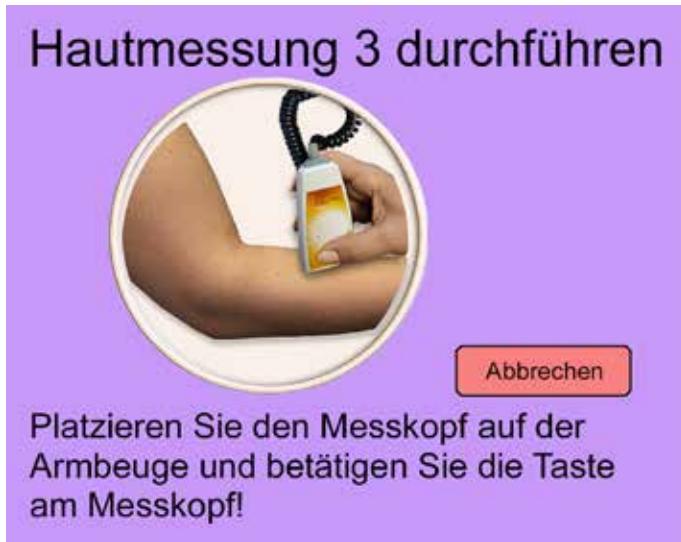 Hautmessung 3 durchführen
Abbrechen
Platzieren Sie den Messkopf auf der
Armbeuge und betätigen Sie die Taste
am Messkopf!